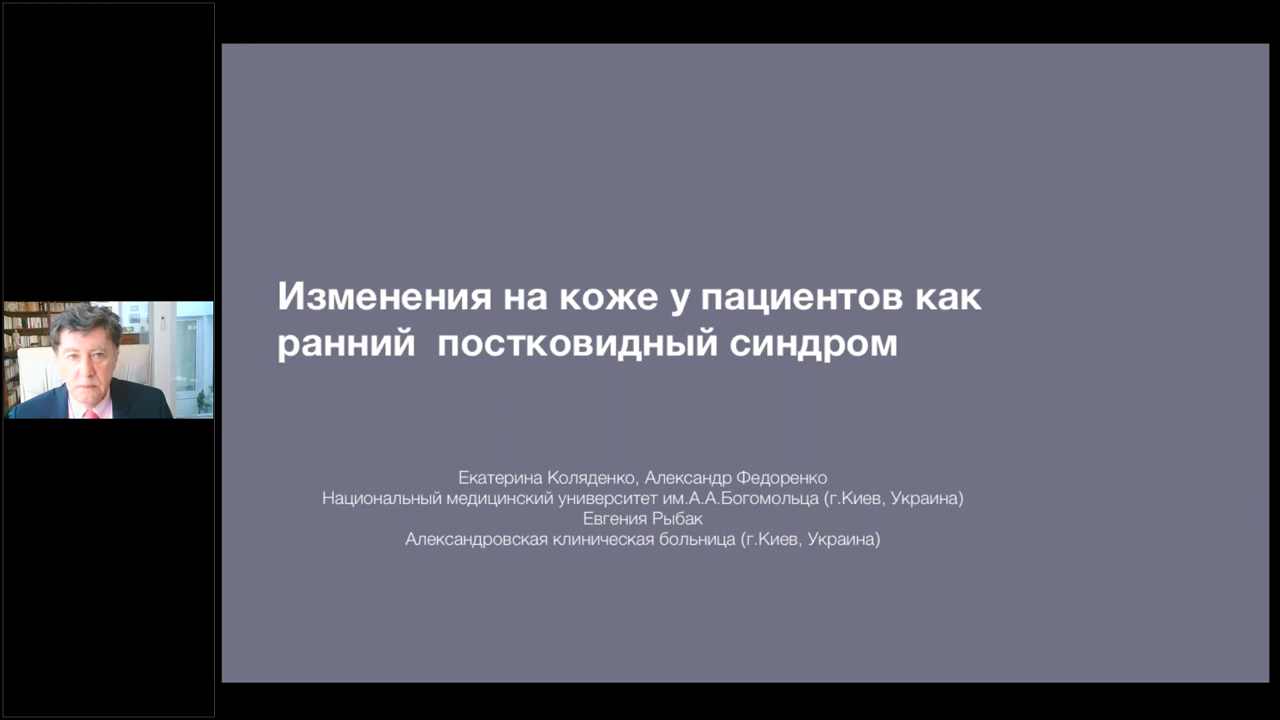 Изменения на коже у пациентов как
ранний  постковидный синдром
Екатерина Коляденко, Александр Федоренко
Национальный медицинский университет им.А.А.Богомольца (г.Киев, Украина)
Евгения Рыбак
Александровская клиническая больница (г.Киев, Украина)